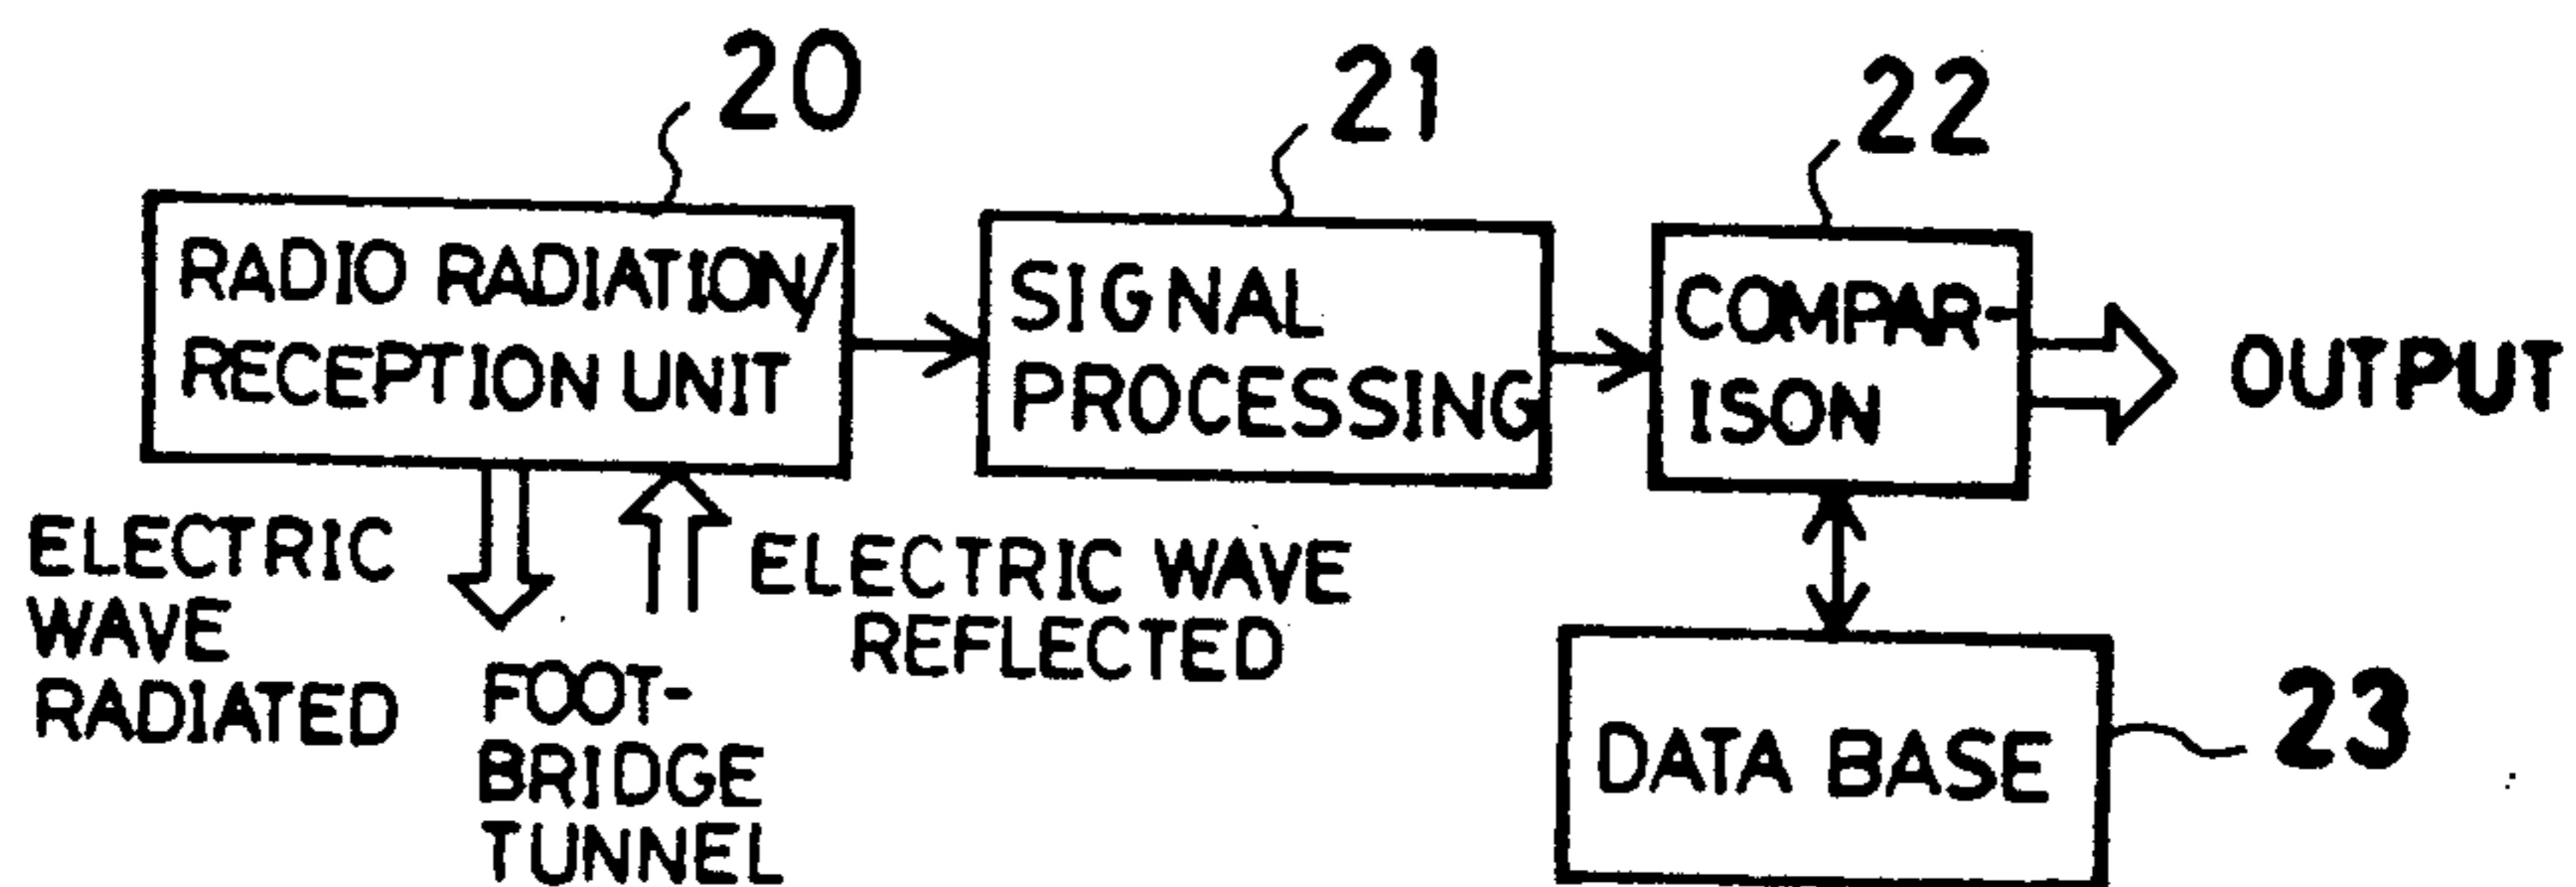 20
21
22
RADIO RADIATION/
RECEPTION UNIT
SIGNAL
PROCESSING
COMPAR-
ISON
OUTPUT
ELECTRIC
WAVE
RADIATED
ELECTRIC WAVE
REFLECTED
FOOT-
BRIDGE
TUNNEL
DATA BASE
23